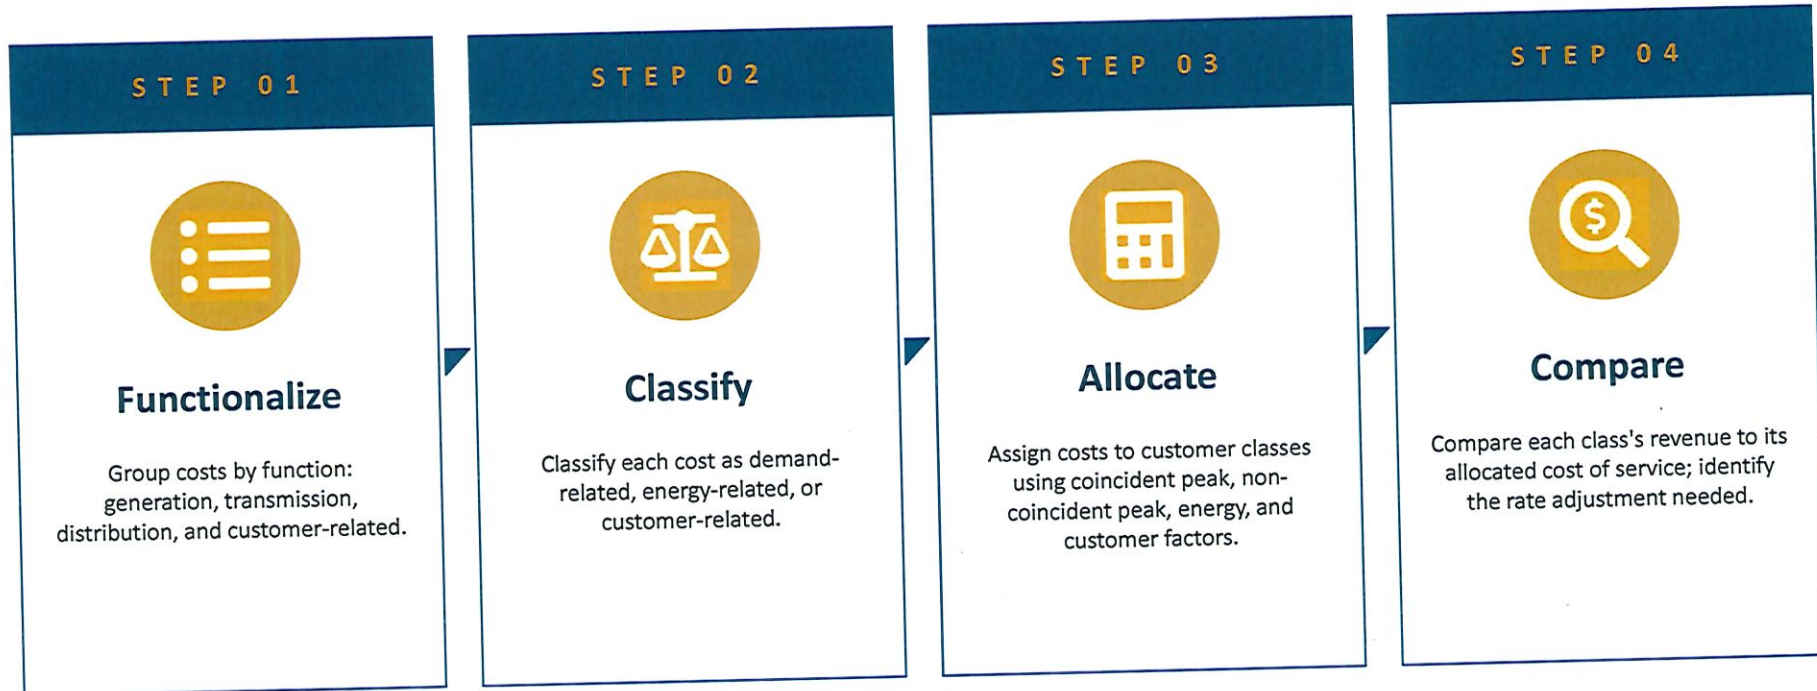 STEP 01
Functionalize
Group costs by function:
generation, transmission,
distribution, and customer-related.
STEP 02
Classify
Classify each cost as demand-
related, energy-related, or
customer-related.
STEP 03
Allocate
Assign costs to customer classes
using coincident peak, non-
coincident peak, energy, and
customer factors.
STEP 04
$
Compare
Compare each class's revenue to its
allocated cost of service; identify
the rate adjustment needed.